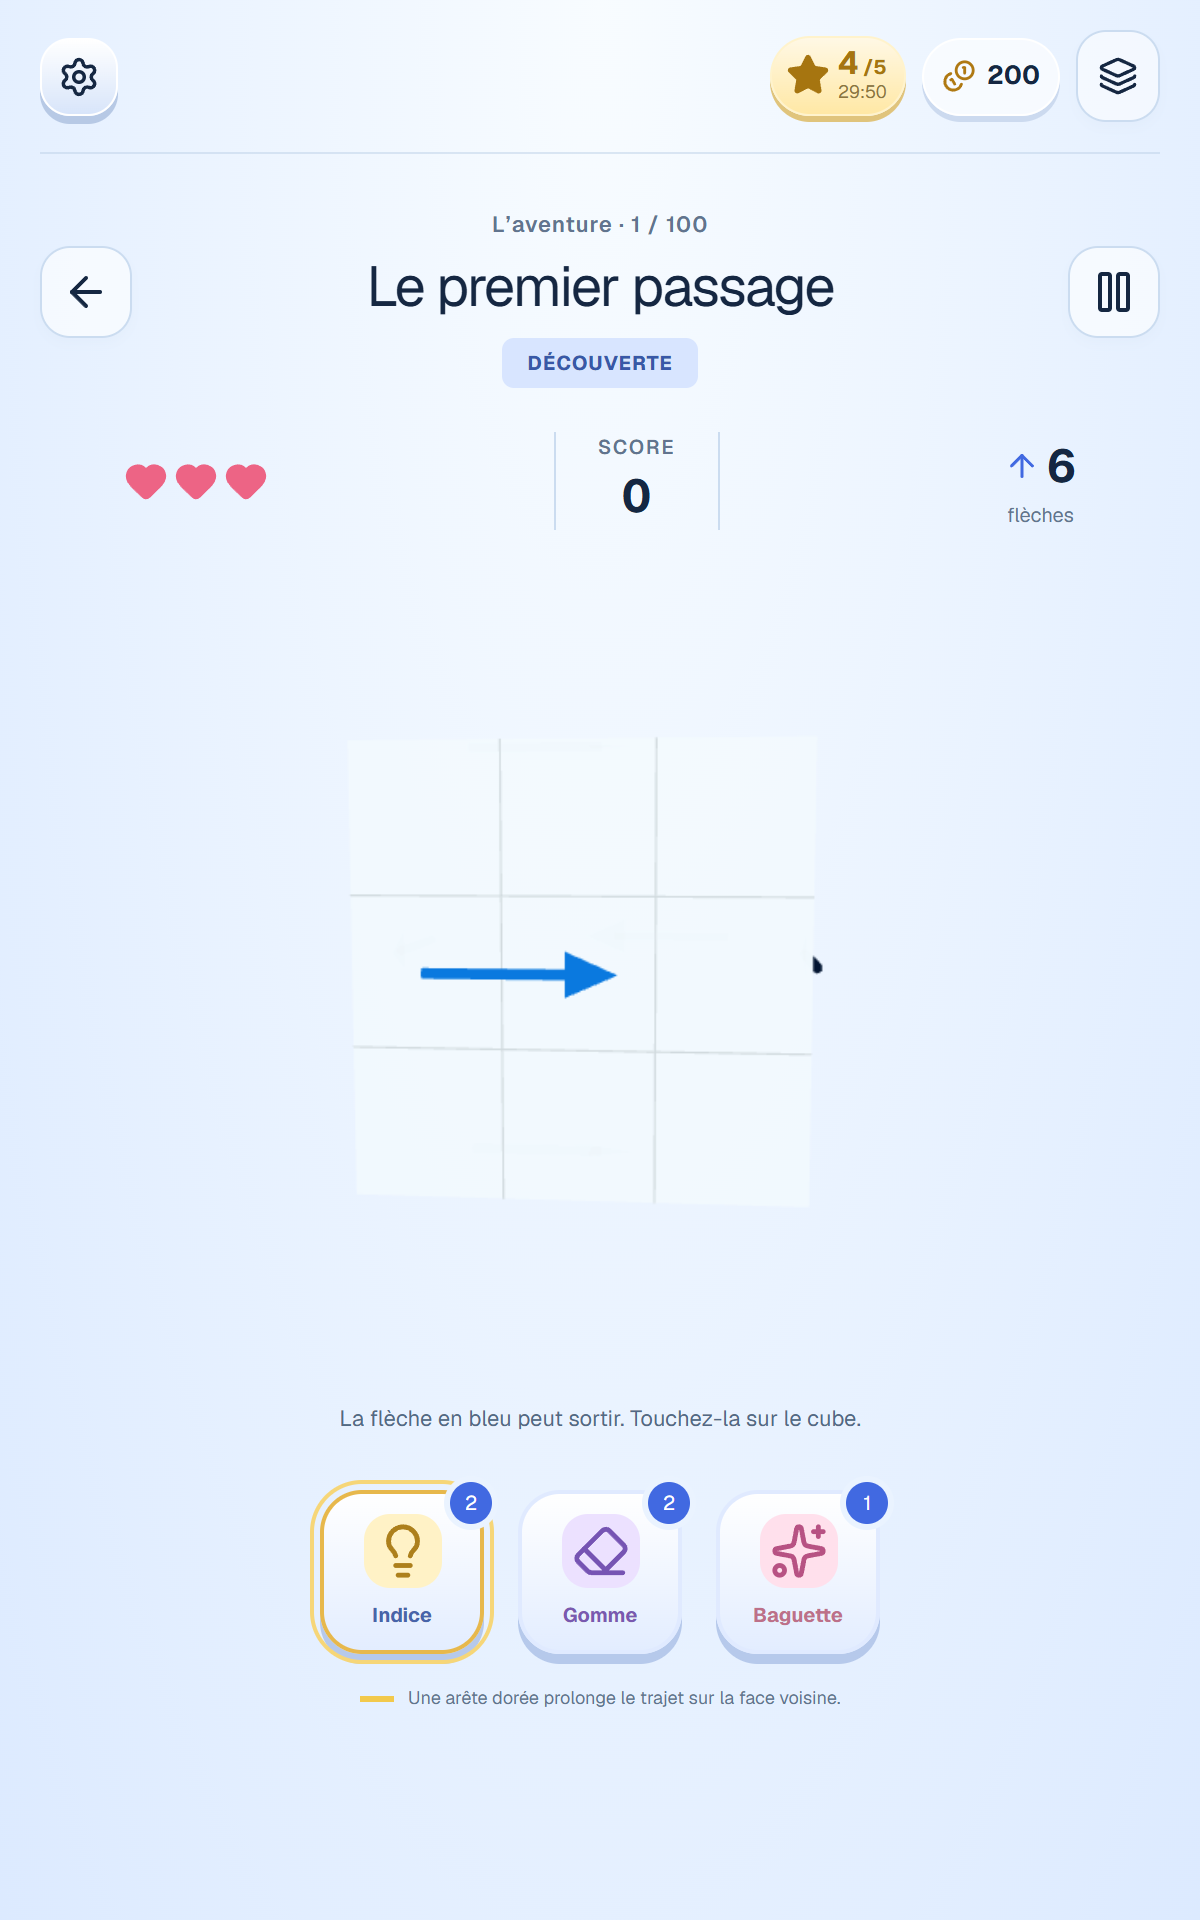 4 /5
29:50
200
L’aventure · 1 / 100
Le premier passage
DÉCOUVERTE
SCORE
0
6
flèches
La flèche en bleu peut sortir. Touchez-la sur le cube.
2
2
1
Indice
Gomme
Baguette
Une arête dorée prolonge le trajet sur la face voisine.